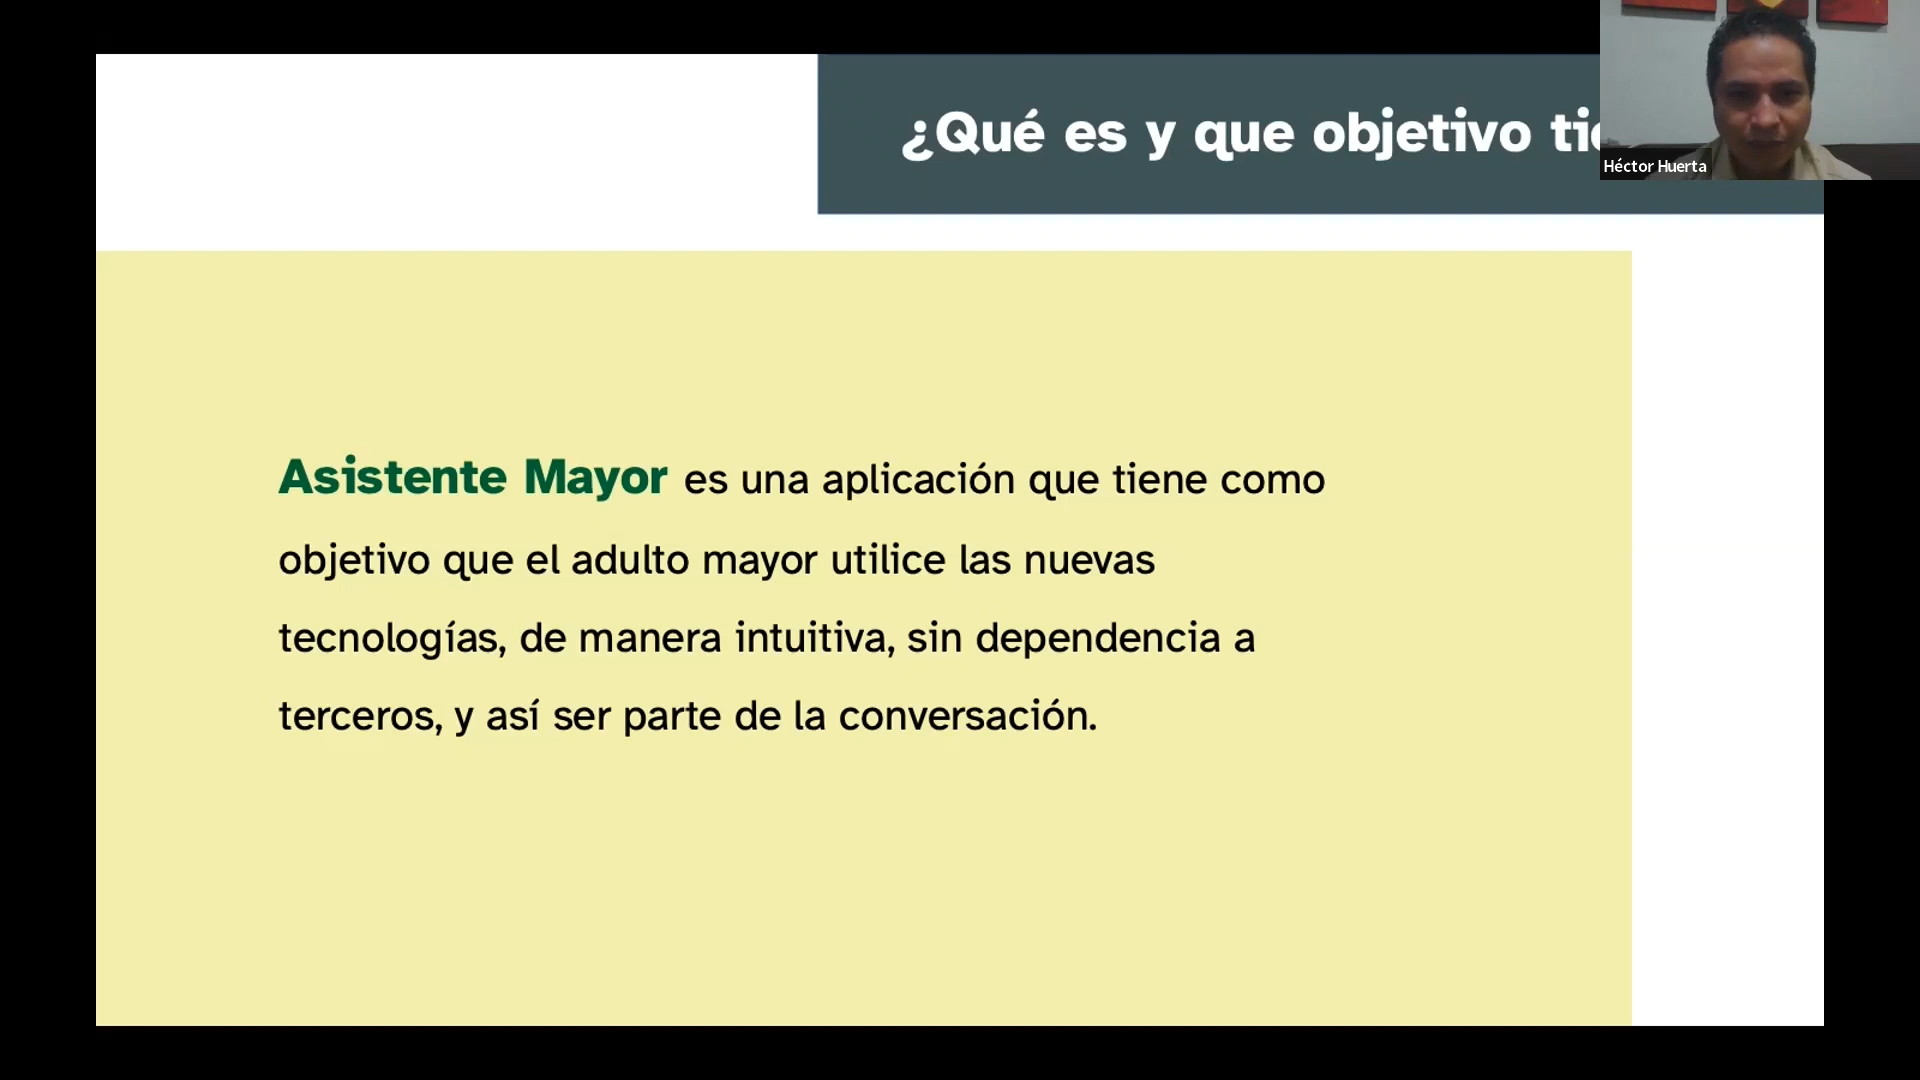 ¿Qué es y que objetivo
Héctor Huerta
Asistente Mayor es una aplicación que tiene como
objetivo que el adulto mayor utilice las nuevas
tecnologías, de manera intuitiva, sin dependencia a
terceros, y así ser parte de la conversación.